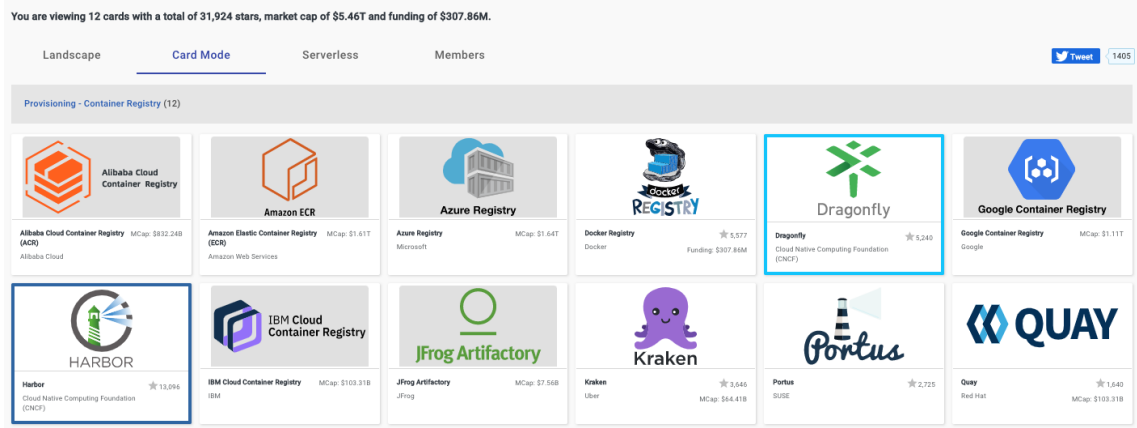 You are viewing 12 cards with a total of 31,924 stars, market cap of $5.46T and funding of $307.86M.
Landscape
Card Mode
Serverless
Members
Tweet
1405
Provisioning - Container Registry (12)
Alibaba Cloud
Container Registry
Alibaba Cloud Container Registry
(ACR)
MCap: $832.24B
Alibaba Cloud
Amazon ECR
Amazon Elastic Container Registry
(ECR)
MCap: $1.61T
Amazon Web Services
Azure Registry
Azure Registry
MCap: $1.64T
Microsoft
docker
REGISTRY
Docker Registry
5,577
Docker
Funding: $307.86M
Dragonfly
Dragonfly
5,240
Cloud Native Computing Foundation
(CNCF)
Google Container Registry
Google Container Registry
MCap: $1.11T
Google
HARBOR
Harbor
13,096
Cloud Native Computing Foundation
(CNCF)
IBM Cloud
Container Registry
IBM Cloud Container Registry
MCap: $103.31B
IBM
JFrog Artifactory
JFrog Artifactory
MCap: $7.56B
JFrog
Kraken
Kraken
3,646
Uber
MCap: $64.41B
Portus
Portus
2,725
SUSE
QUAY
Quay
1,640
Red Hat
MCap: $103.31B